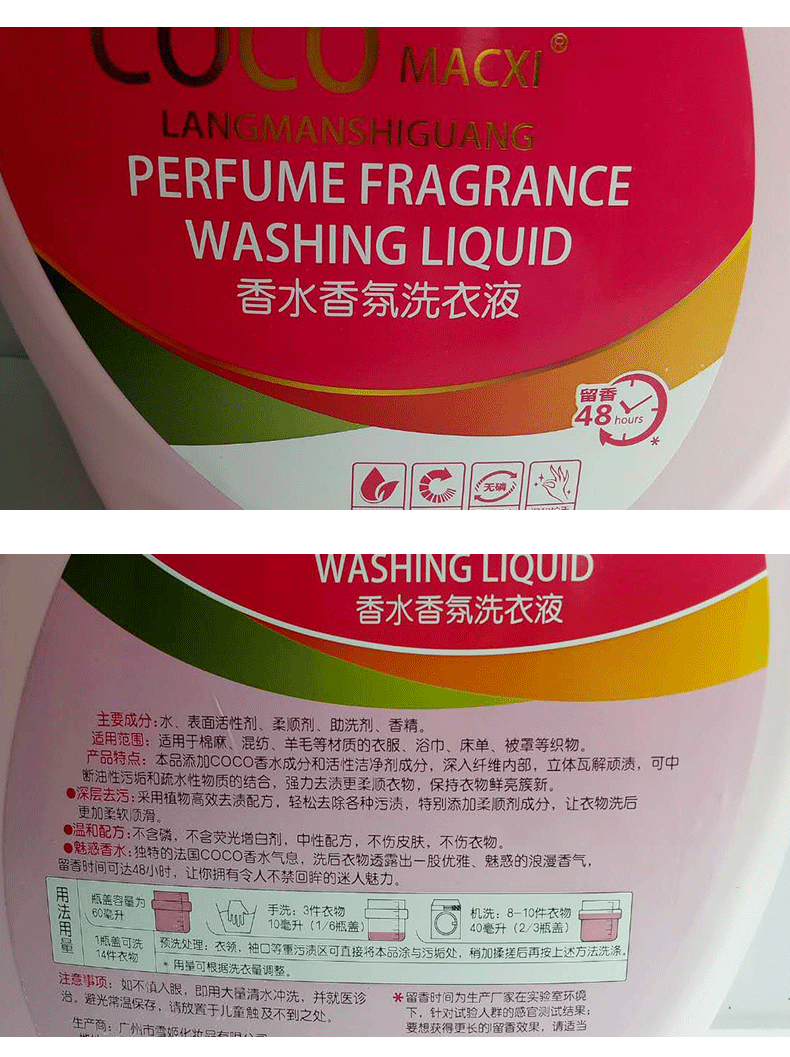 COCO MACXI®
LANGMANSHIGUANG
PERFUME FRAGRANCE
WASHING LIQUID
香水香氛洗衣液
留香
48 hours
*
无磷
WASHING LIQUID
香水香氛洗衣液
主要成分:水、表面活性剂、柔顺剂、助洗剂、香精。
适用范围: 适用于棉麻、混纺、羊毛等材质的衣服、浴巾、床单、被罩等织物。
产品特点: 本品添加COCO香水成分和活性洁净剂成分，深入纤维内部，立体瓦解顽渍，可中
断油性污垢和疏水性物质的结合，强力去渍更柔顺衣物，保持衣物鲜亮簇新。
●深层去污:采用植物高效去渍配方，轻松去除各种污渍，特别添加柔顺剂成分，让衣物洗后
更加柔软顺滑。
●温和配方:不含磷，不含荧光增白剂，中性配方，不伤皮肤，不伤衣物。
●魅惑香水:独特的法国COCO香水气息，洗后衣物透露出一股优雅、魅惑的浪漫香气，
留香时间可达48小时，让你拥有令人不禁回眸的迷人魅力。
用法用量
瓶盖容量为
60毫升
手洗: 3件衣物
10毫升（1/6瓶盖）
机洗: 8-10件衣物
40毫升（2/3瓶盖）
1瓶盖可洗
14件衣物
预洗处理: 衣领，袖口等重污渍区可直接将本品涂与污垢处，稍加揉搓后再按上述方法洗涤。
* 用量可根据洗衣量调整。
注意事项: 如不慎入眼，即用大量清水冲洗，并就医诊
治。避光常温保存，请放置于儿童触及不到之处。
生产商: 广州市雪姬化妆品有限公司
*留香时间为生产厂家在实验室环境
下，针对试验人群的感官测试结果;
要想获得更长的留香效果，请适当